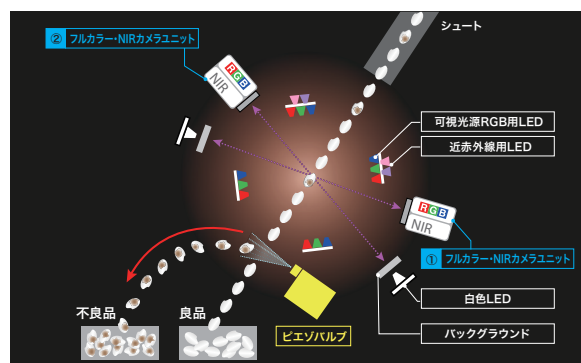 シュート
② フルカラー・NIRカメラユニット
RGB
NIR
可視光源RGB用LED
近赤外線用LED
RGB
NIR
① フルカラー・NIRカメラユニット
白色LED
バックグラウンド
ピエゾバルブ
不良品
良品